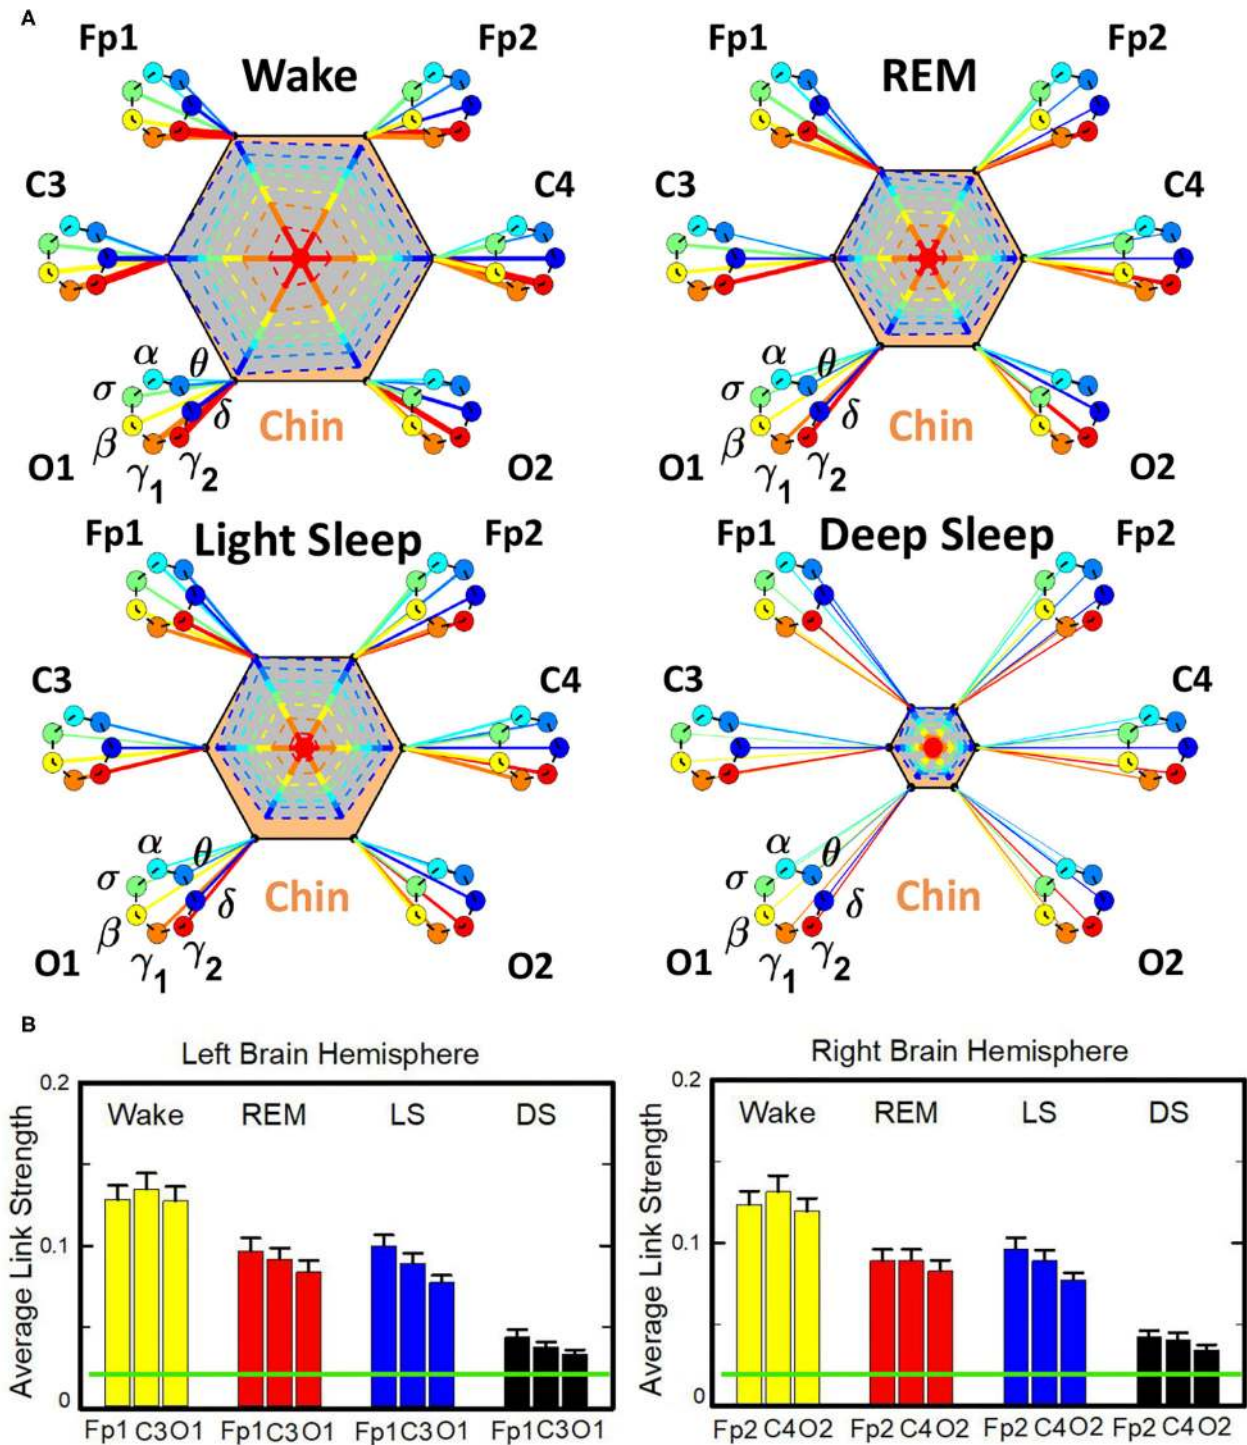 A
Fp1 Fp2 Fp1 Fp2
Wake REM
C3 C4 C3 C4
α θ α θ
σ σ
δ δ
β Chin β Chin
O1 γ1 γ2 O2 O1 γ1 γ2 O2
Fp1 Light Sleep Fp2 Fp1 Deep Sleep Fp2
C3 C4 C3 C4
α θ α θ
σ σ
δ δ
β Chin β Chin
O1 γ1 γ2 O2 O1 γ1 γ2 O2
B
Left Brain Hemisphere
Average Link Strength
0.2
0.1
0
Wake REM LS DS
Fp1 C3 O1 Fp1 C3 O1 Fp1 C3 O1 Fp1 C3 O1
Right Brain Hemisphere
Average Link Strength
0.2
0.1
0
Wake REM LS DS
Fp2 C4 O2 Fp2 C4 O2 Fp2 C4 O2 Fp2 C4 O2